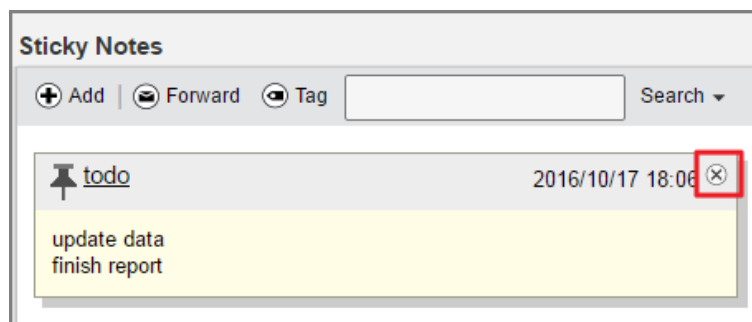 Sticky Notes
Add | Forward Tag Search
todo 2016/10/17 18:06
update data
finish report